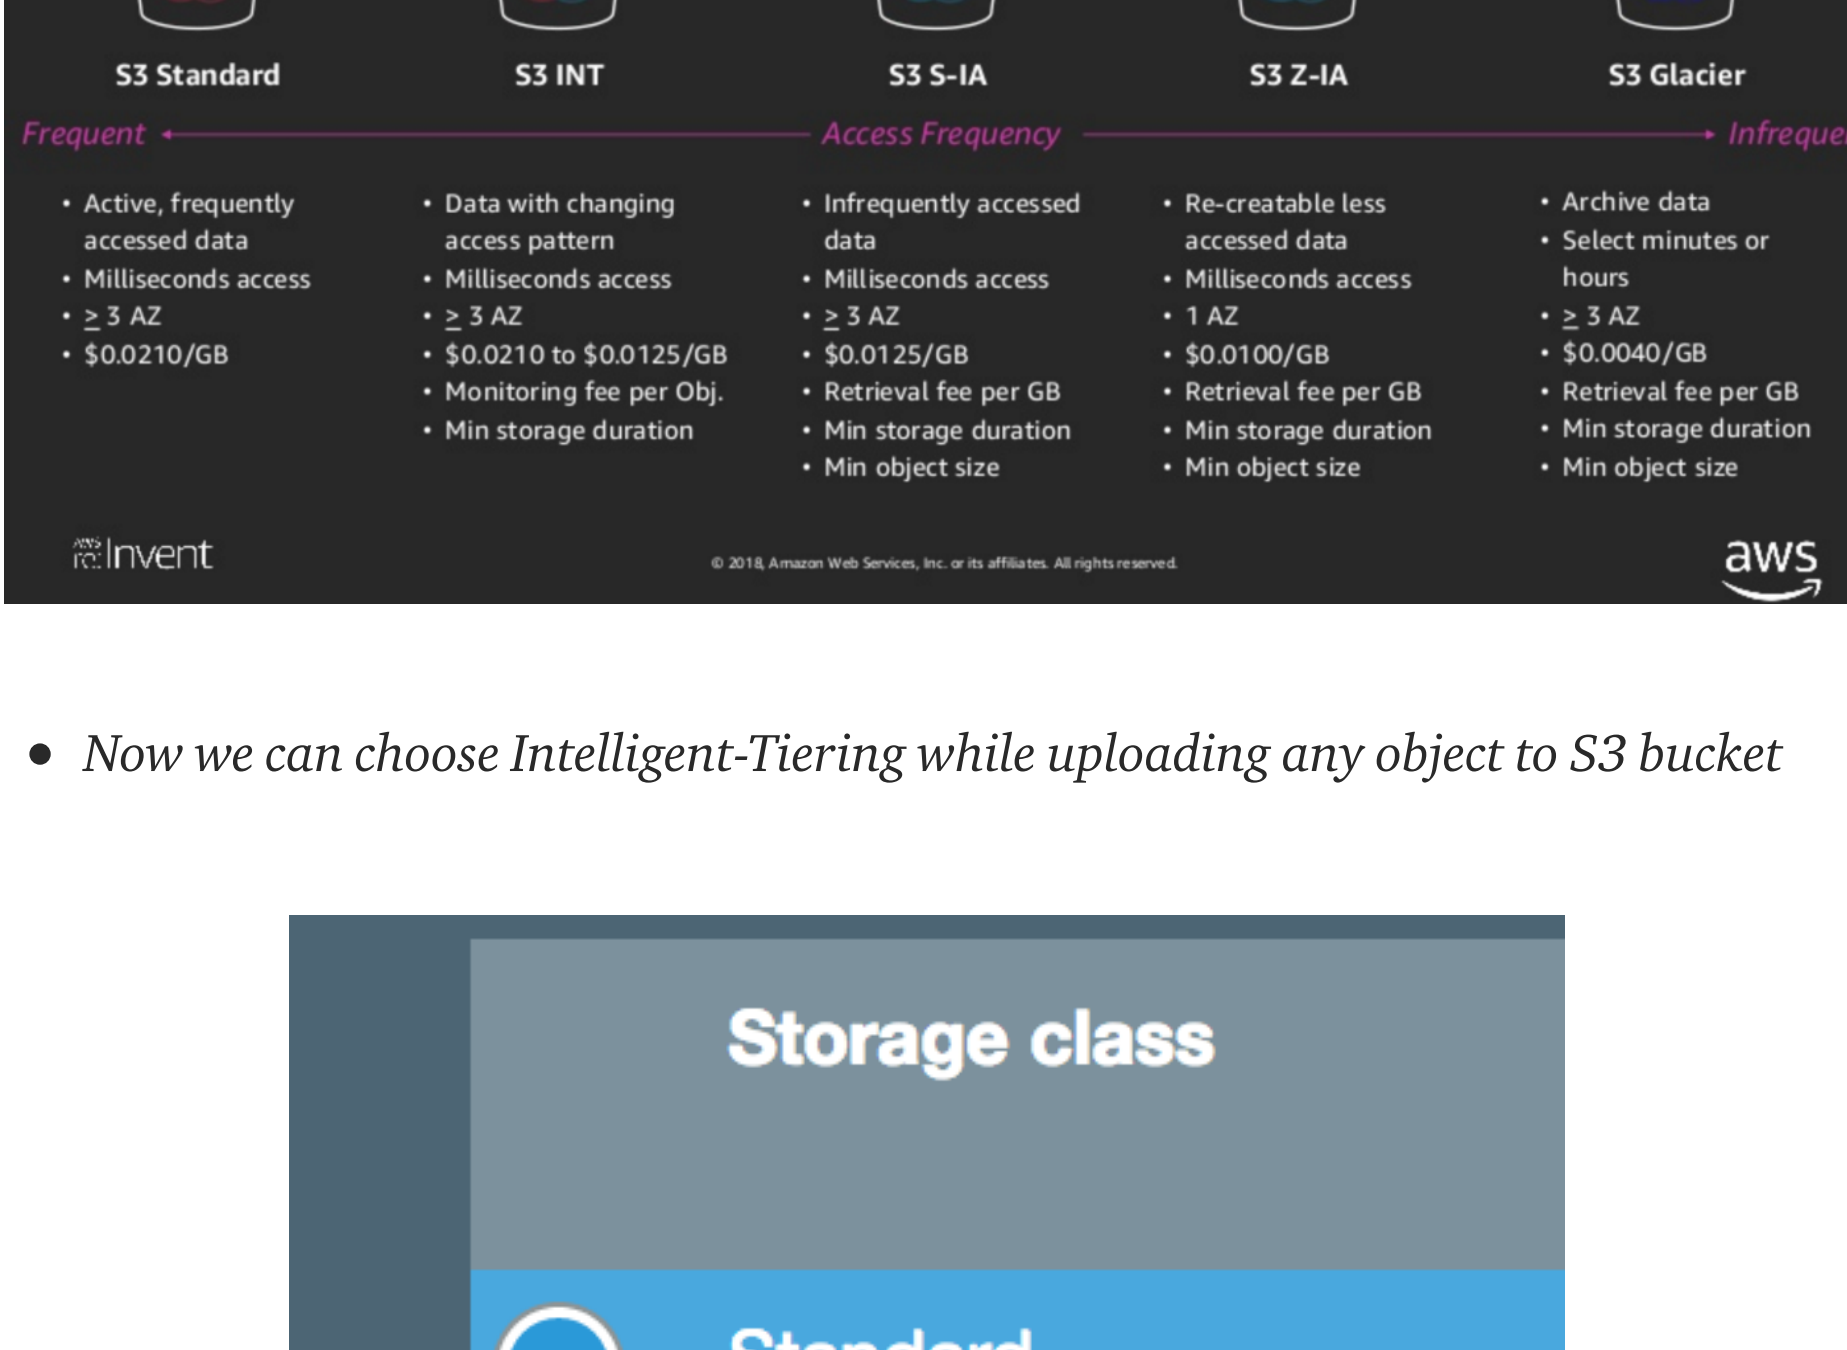 S3 Standard
S3 INT
S3 S-IA
S3 Z-IA
S3 Glacier
Frequent
Access Frequency
• Active, frequently
accessed data
• Milliseconds access
• ≥ 3 AZ
• $0.0210/GB
• Data with changing
access pattern
• Milliseconds access
• ≥ 3 AZ
• $0.0210 to $0.0125/GB
• Monitoring fee per Obj.
• Min storage duration
• Infrequently accessed
data
• Milliseconds access
• ≥ 3 AZ
• $0.0125/GB
• Retrieval fee per GB
• Min storage duration
• Min object size
• Re-creatable less
accessed data
• Milliseconds access
• 1 AZ
• $0.0100/GB
• Retrieval fee per GB
• Min storage duration
• Min object size
• Archive data
• Select minutes or
hours
• ≥ 3 AZ
• $0.0040/GB
• Retrieval fee per GB
• Min storage duration
• Min object size
AWS re:Invent
© 2018, Amazon Web Services, Inc. or its affiliates. All rights reserved.
aws
• Now we can choose Intelligent-Tiering while uploading any object to S3 bucket
Storage class
Standard